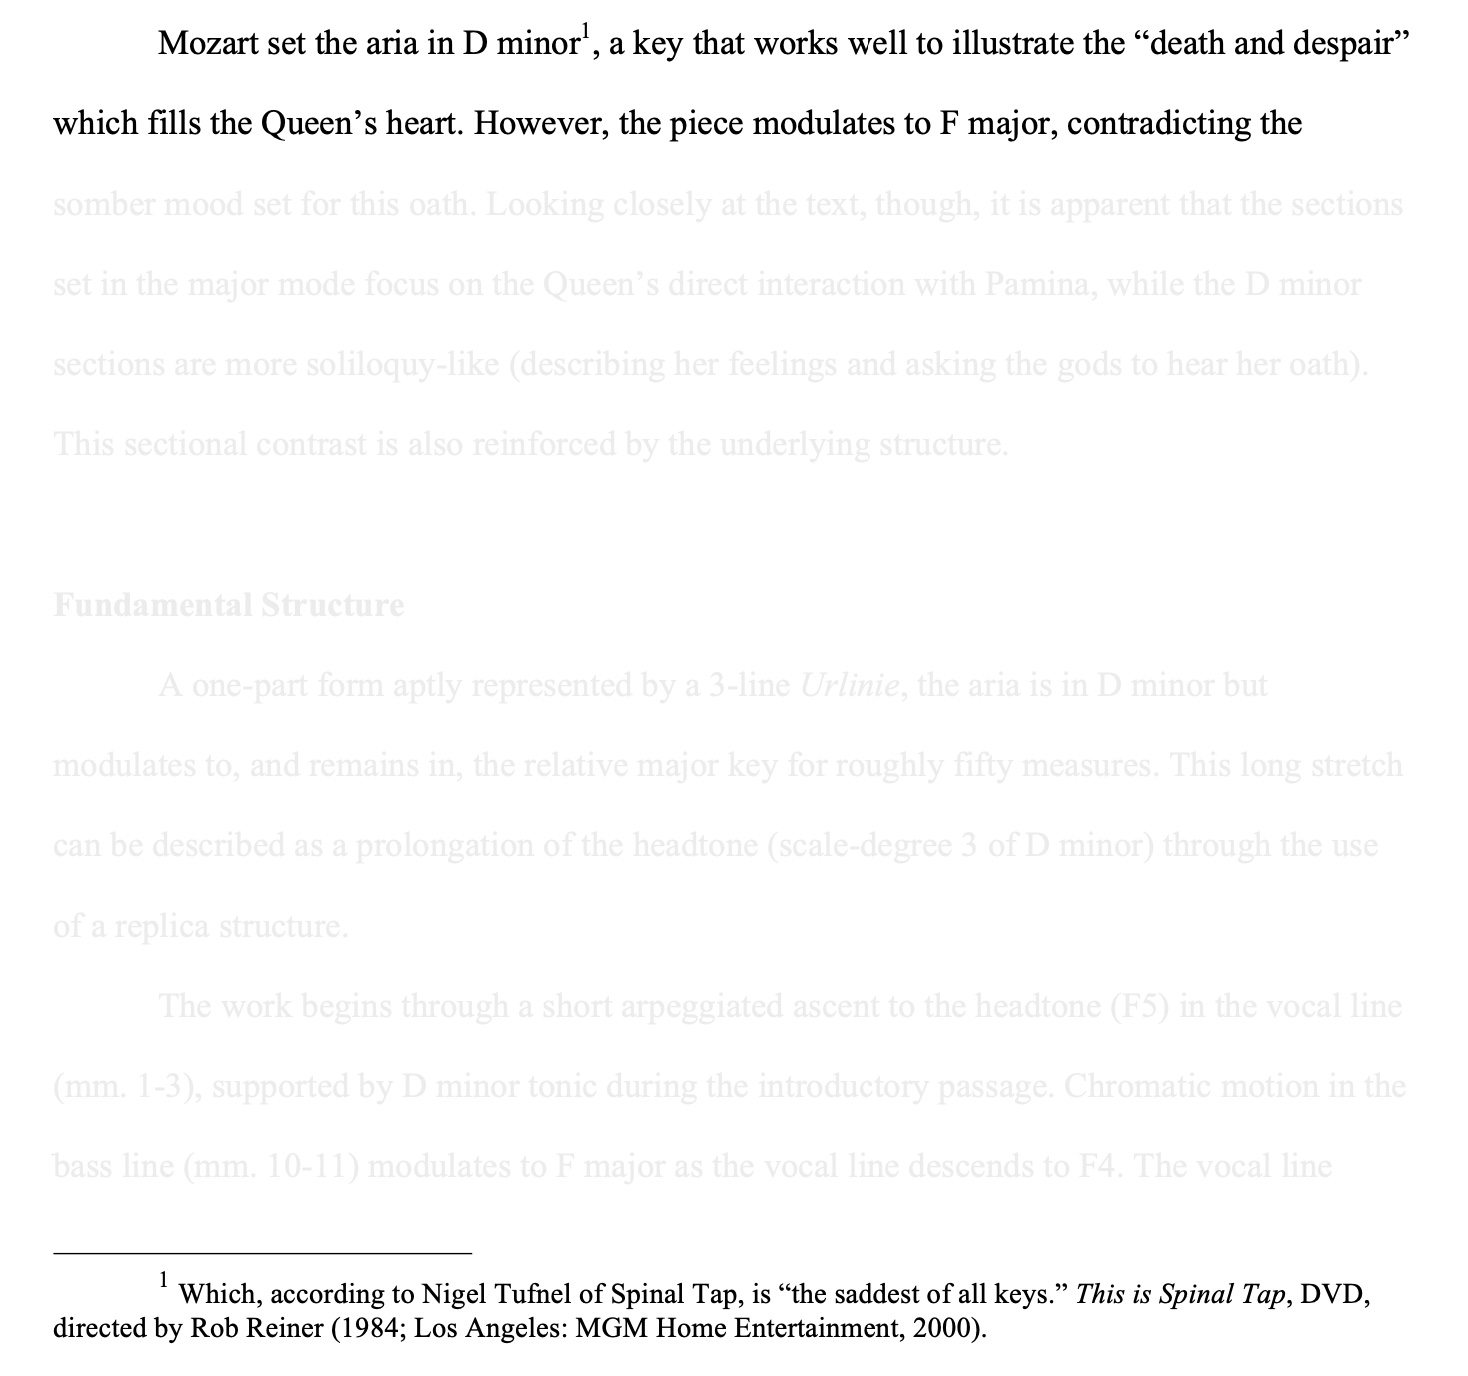 Mozart set the aria in D minor¹, a key that works well to illustrate the “death and despair”
which fills the Queen’s heart. However, the piece modulates to F major, contradicting the
somber mood set for this oath. Looking closely at the text, though, it is apparent that the sections
set in the major mode focus on the Queen’s direct interaction with Pamina, while the D minor
sections are more soliloquy-like (describing her feelings and asking the gods to hear her oath).
This sectional contrast is also reinforced by the underlying structure.
Fundamental Structure
A one-part form aptly represented by a 3-line Urlinie, the aria is in D minor but
modulates to, and remains in, the relative major key for roughly fifty measures. This long stretch
can be described as a prolongation of the headtone (scale-degree 3 of D minor) through the use
of a replica structure.
The work begins through a short arpeggiated ascent to the headtone (F5) in the vocal line
(mm. 1-3), supported by D minor tonic during the introductory passage. Chromatic motion in the
bass line (mm. 10-11) modulates to F major as the vocal line descends to F4. The vocal line
¹ Which, according to Nigel Tufnel of Spinal Tap, is “the saddest of all keys.” This is Spinal Tap, DVD,
directed by Rob Reiner (1984; Los Angeles: MGM Home Entertainment, 2000).